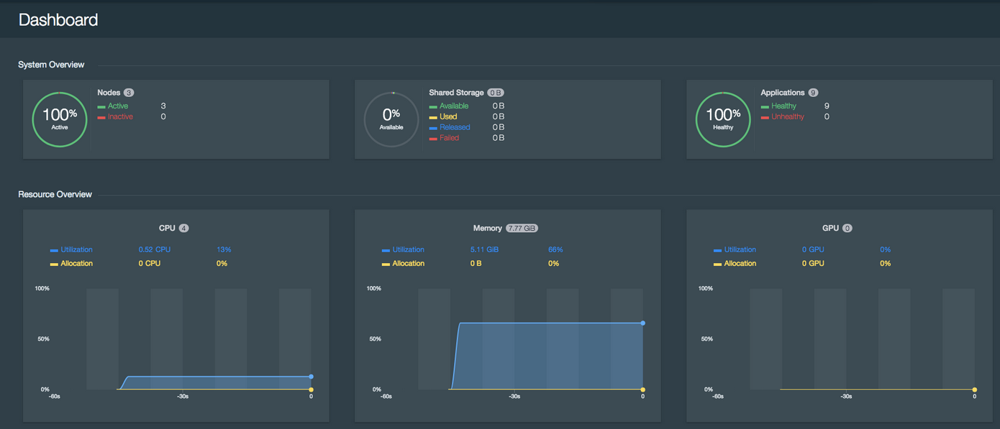 Dashboard
System Overview
100%
Active
Nodes 3
Active 3
Inactive 0
0%
Available
Shared Storage 0 B
Available 0 B
Used 0 B
Released 0 B
Failed 0 B
100%
Healthy
Applications 9
Healthy 9
Unhealthy 0
Resource Overview
CPU 4
Utilization 0.52 CPU 13%
Allocation 0 CPU 0%
100%
50%
0%
-60s -30s 0
Memory 7.77 GiB
Utilization 5.11 GiB 66%
Allocation 0 B 0%
100%
50%
0%
-60s -30s 0
GPU 0
Utilization 0 GPU 0%
Allocation 0 GPU 0%
100%
50%
0%
-60s -30s 0